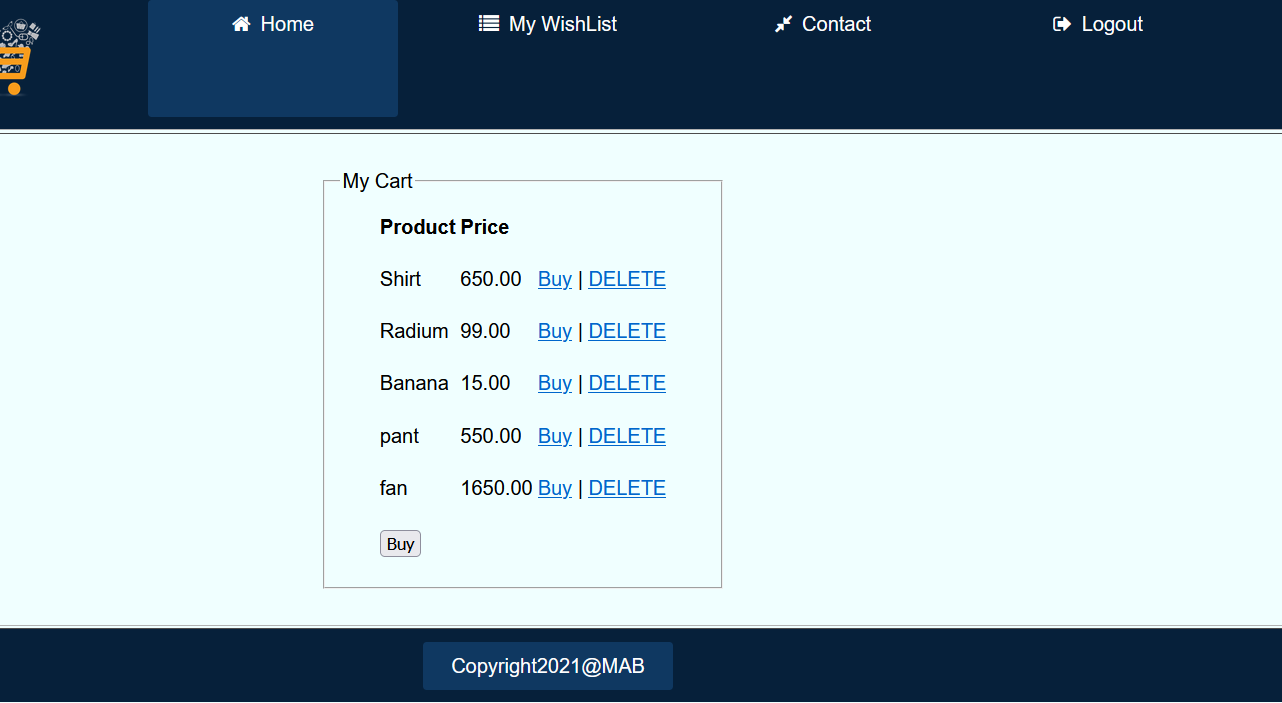 Home My WishList Contact Logout
My Cart
Product Price
Shirt 650.00 Buy | DELETE
Radium 99.00 Buy | DELETE
Banana 15.00 Buy | DELETE
pant 550.00 Buy | DELETE
fan 1650.00 Buy | DELETE
Buy
Copyright2021@MAB